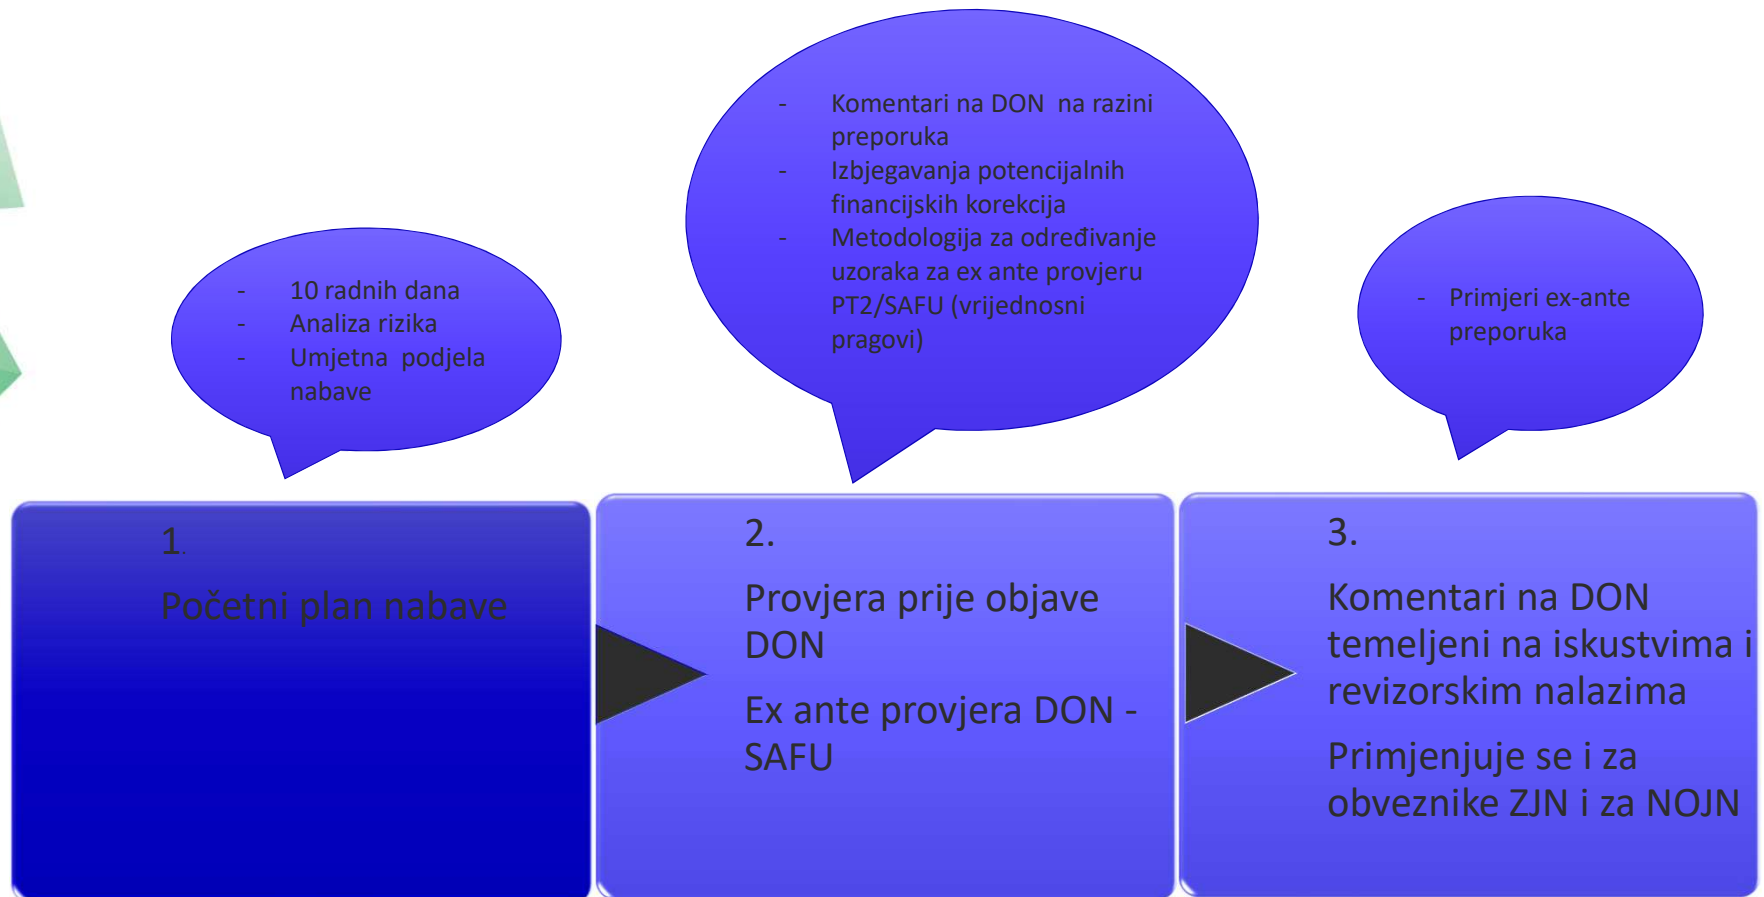 - 10 radnih dana
- Analiza rizika
- Umjetna podjela
nabave
- Komentari na DON na razini
preporuka
- Izbjegavanja potencijalnih
financijskih korekcija
- Metodologija za određivanje
uzoraka za ex ante provjeru
PT2/SAFU (vrijednosni
pragovi)
- Primjeri ex-ante
preporuka
1.
Početni plan nabave
2.
Provjera prije objave
DON
Ex ante provjera DON -
SAFU
3.
Komentari na DON
temeljeni na iskustvima i
revizorskim nalazima
Primjenjuje se i za
obveznike ZJN i za NOJN